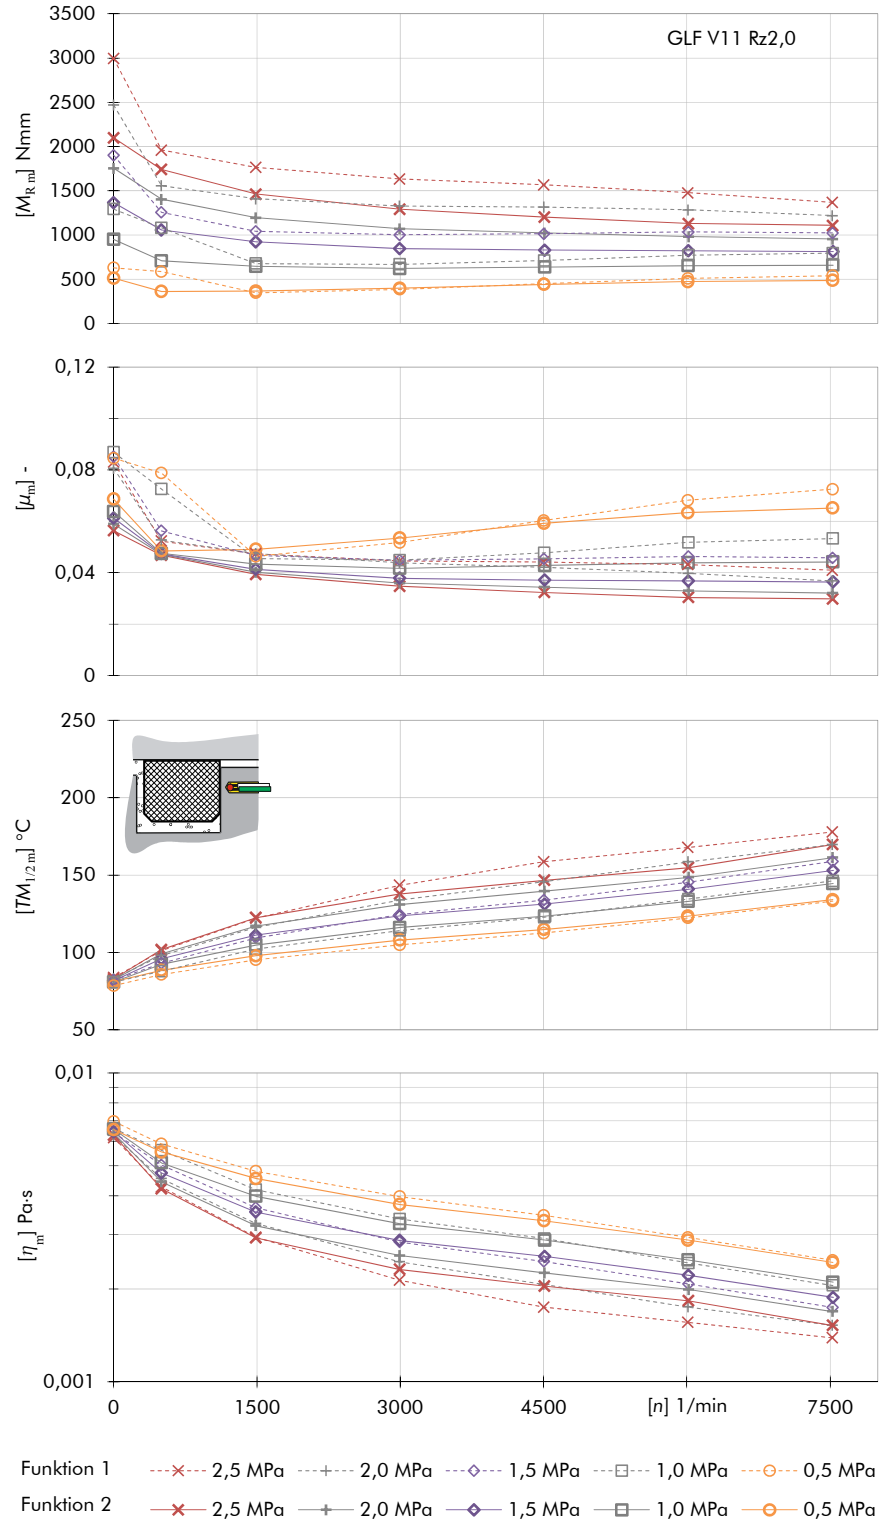 GLF V11 Rz2,0
[M_R m] Nmm
3500
3000
2500
2000
1500
1000
500
0
[μ_m] -
0,12
0,08
0,04
0
[TM_1/2 m] °C
250
200
150
100
50
[η_m] Pa·s
0,01
0,001
0 1500 3000 4500 [n] 1/min 7500
Funktion 1 2,5 MPa 2,0 MPa 1,5 MPa 1,0 MPa 0,5 MPa
Funktion 2 2,5 MPa 2,0 MPa 1,5 MPa 1,0 MPa 0,5 MPa